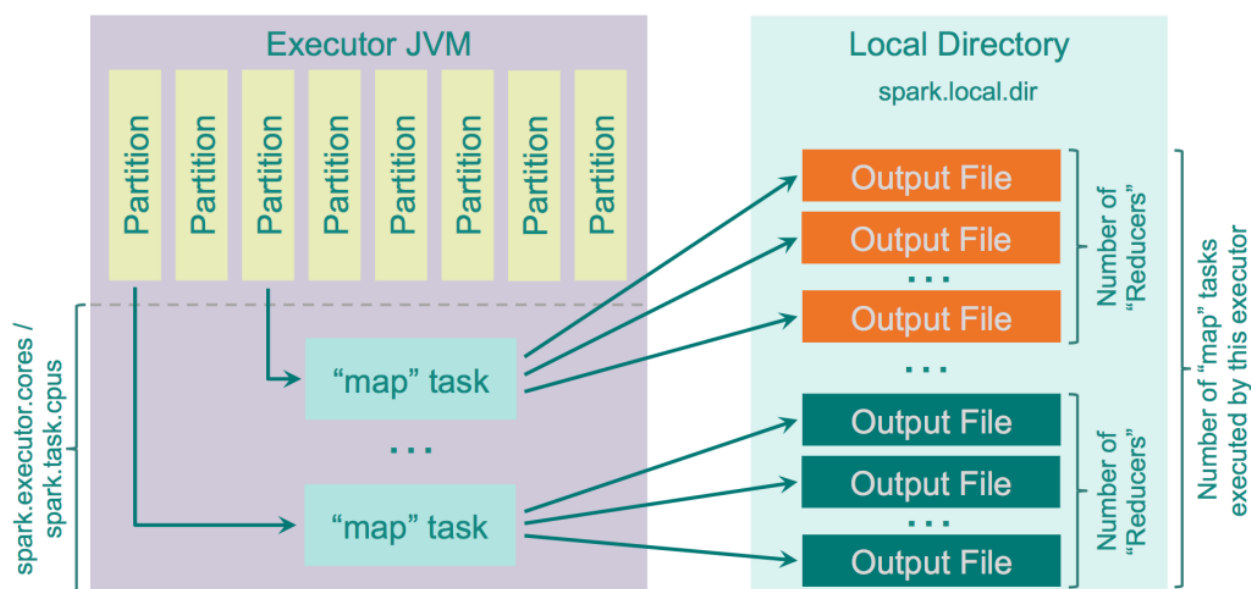 Executor JVM
Partition
Partition
Partition
Partition
Partition
Partition
Partition
Partition
spark.executor.cores /
spark.task.cpus
“map” task
...
“map” task
Local Directory
spark.local.dir
Output File
Output File
...
Output File
Number of
“Reducers”
...
Output File
Output File
...
Output File
Number of
“Reducers”
Number of “map” tasks
executed by this executor